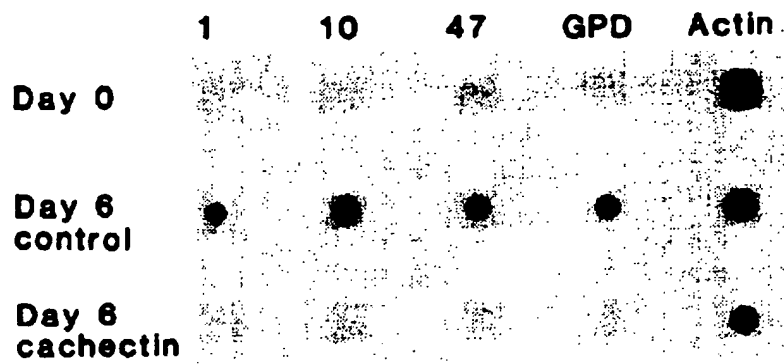 1 10 47 GPD Actin
Day 0
Day 6
control
Day 6
cachectin